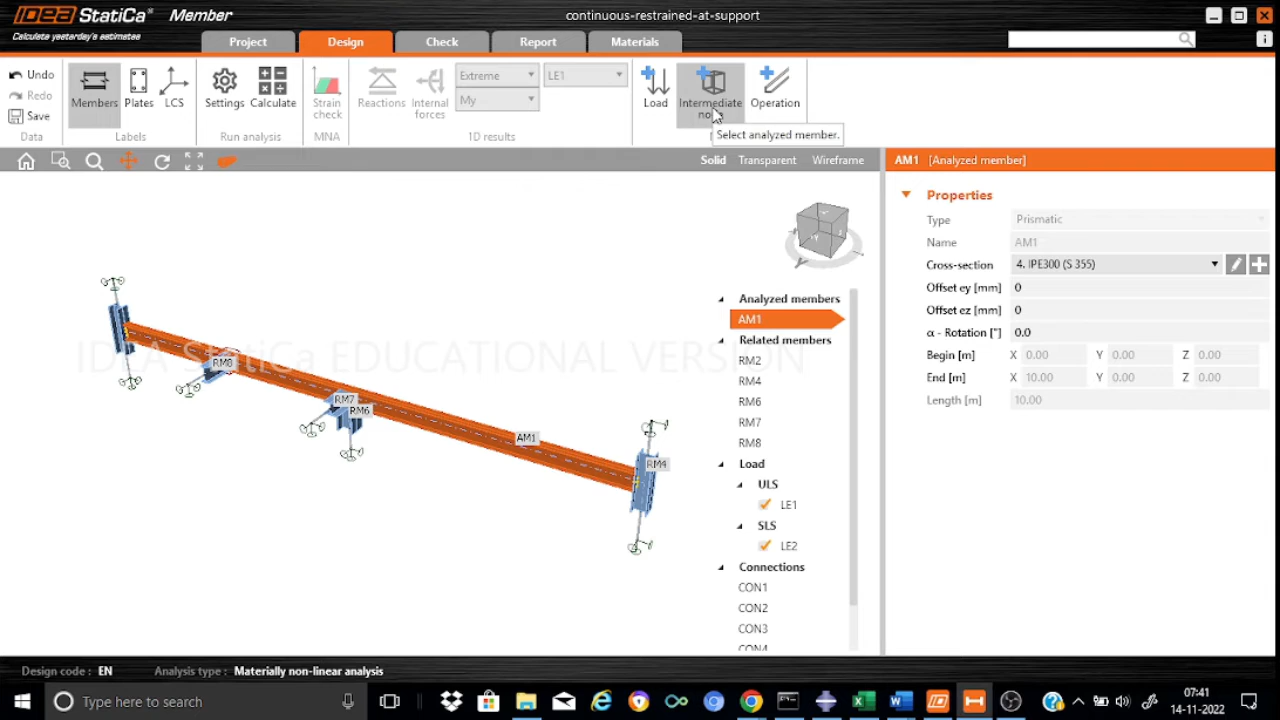 IDEA StatiCa® Member
Calculate yesterday's estimates
continuous-restrained-at-support
Project
Design
Check
Report
Materials
Undo
Redo
Save
Data
Members
Plates
LCS
Labels
Settings
Calculate
Run analysis
Strain
check
MNA
Reactions
Internal
forces
Extreme
LE1
My
1D results
Load
Intermediate
Operation
Select analyzed member.
Solid
Transparent
Wireframe
AM1 [Analyzed member]
Properties
Type
Prismatic
Name
AM1
Cross-section
4. IPE300 (S 355)
Offset ey [mm]
0
Offset ez [mm]
0
α - Rotation [°]
0.0
Begin [m]
X 0.00
Y 0.00
Z 0.00
End [m]
X 10.00
Y 0.00
Z 0.00
Length [m]
10.00
Analyzed members
AM1
Related members
RM2
RM4
RM6
RM7
RM8
Load
ULS
LE1
SLS
LE2
Connections
CON1
CON2
CON3
CON4
IDEA StatiCa EDUCATIONAL VERSION
RM8
RM7
RM6
AM1
RM4
Design code : EN
Analysis type : Materially non-linear analysis
Type here to search
07:41
14-11-2022